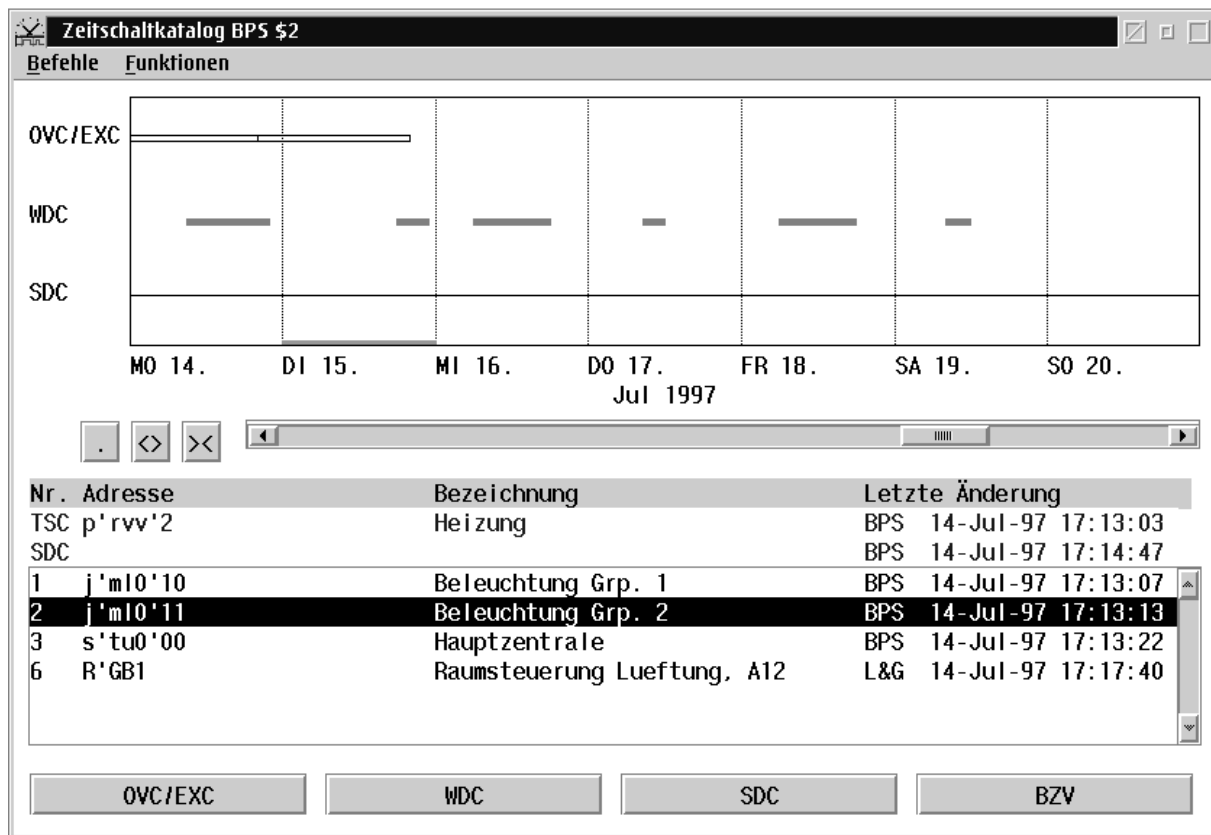 Zeitschaltkatalog BPS $2
Befehle Funktionen
OVC/EXC
WDC
SDC
MO 14. DI 15. MI 16. DO 17. FR 18. SA 19. SO 20.
Jul 1997
. <> ><
Nr. Adresse Bezeichnung Letzte Änderung
TSC p'rvv'2 Heizung BPS 14-Jul-97 17:13:03
SDC BPS 14-Jul-97 17:14:47
1 j'ml0'10 Beleuchtung Grp. 1 BPS 14-Jul-97 17:13:07
2 j'ml0'11 Beleuchtung Grp. 2 BPS 14-Jul-97 17:13:13
3 s'tu0'00 Hauptzentrale BPS 14-Jul-97 17:13:22
6 R'GB1 Raumsteuerung Lueftung, A12 L&G 14-Jul-97 17:17:40
OVC/EXC WDC SDC BZV